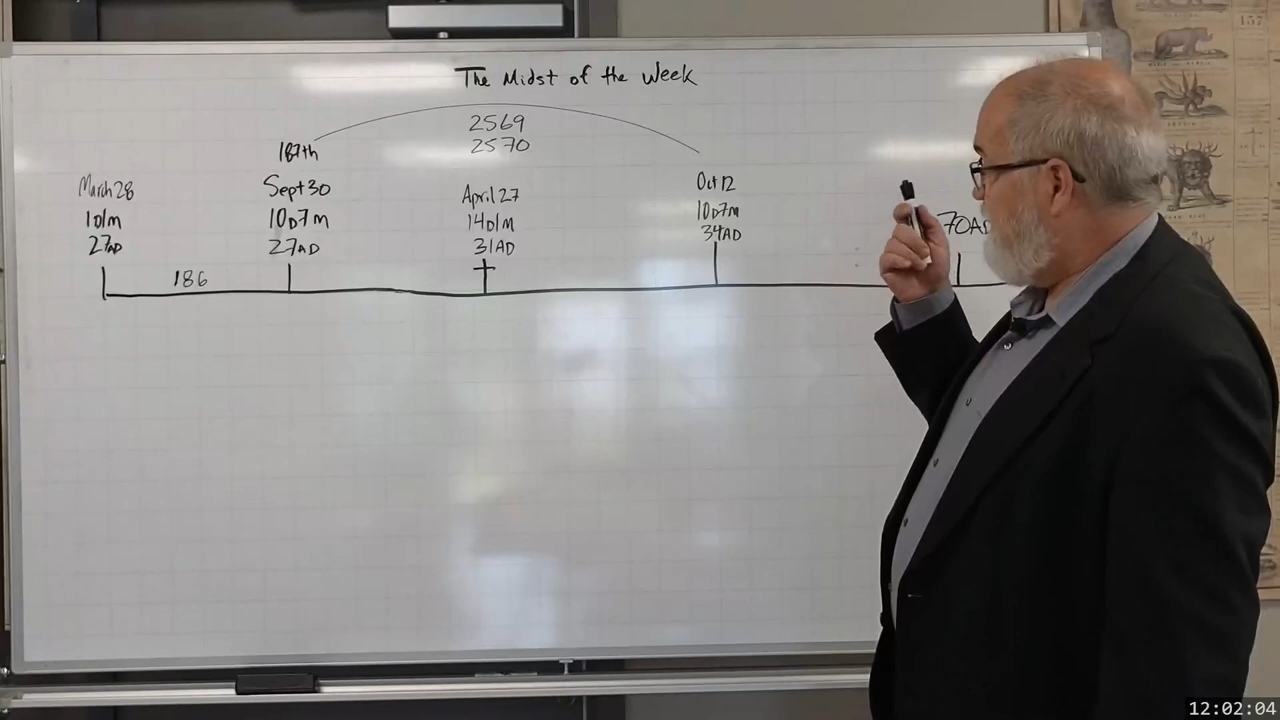 The Midst of the Week
2569
2570
187th
March 28
1D1M
27AD
Sept 30
10D7M
27AD
April 27
14D1M
31AD
Oct 12
10D7M
34AD
70AD
186
157
12:02:04